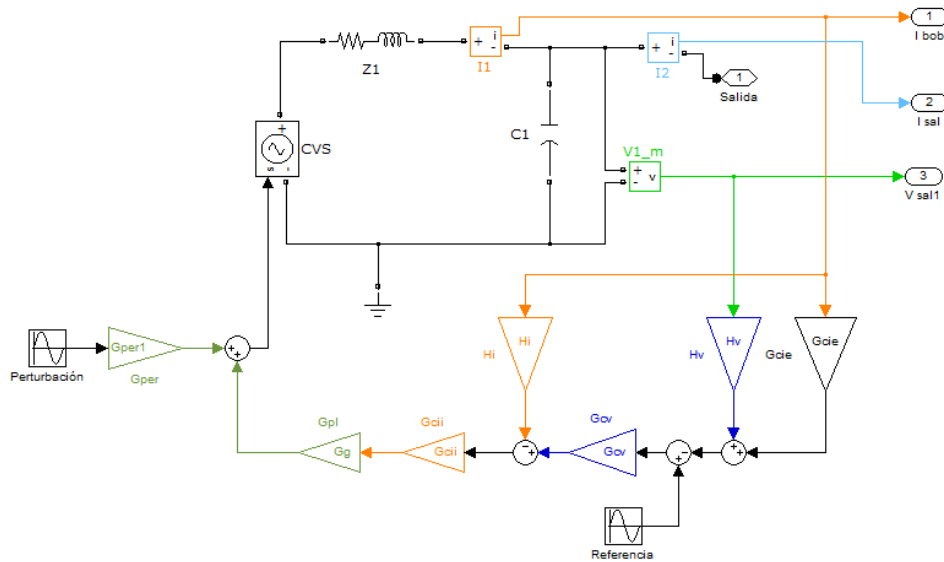 1
I bob
+ i -
I1
Z1
+ i -
I2
1
Salida
2
I sal
C1
CVS
+
s -
V1_m
+ v -
3
V sal1
Gper1
Perturbación
Gper
+ +
Hi
Hi
Hv
Hv
Gcie
Gcie
Gpl
Gg
Gcii
Gcii
- +
Gcv
Gcv
- +
+ +
Referencia